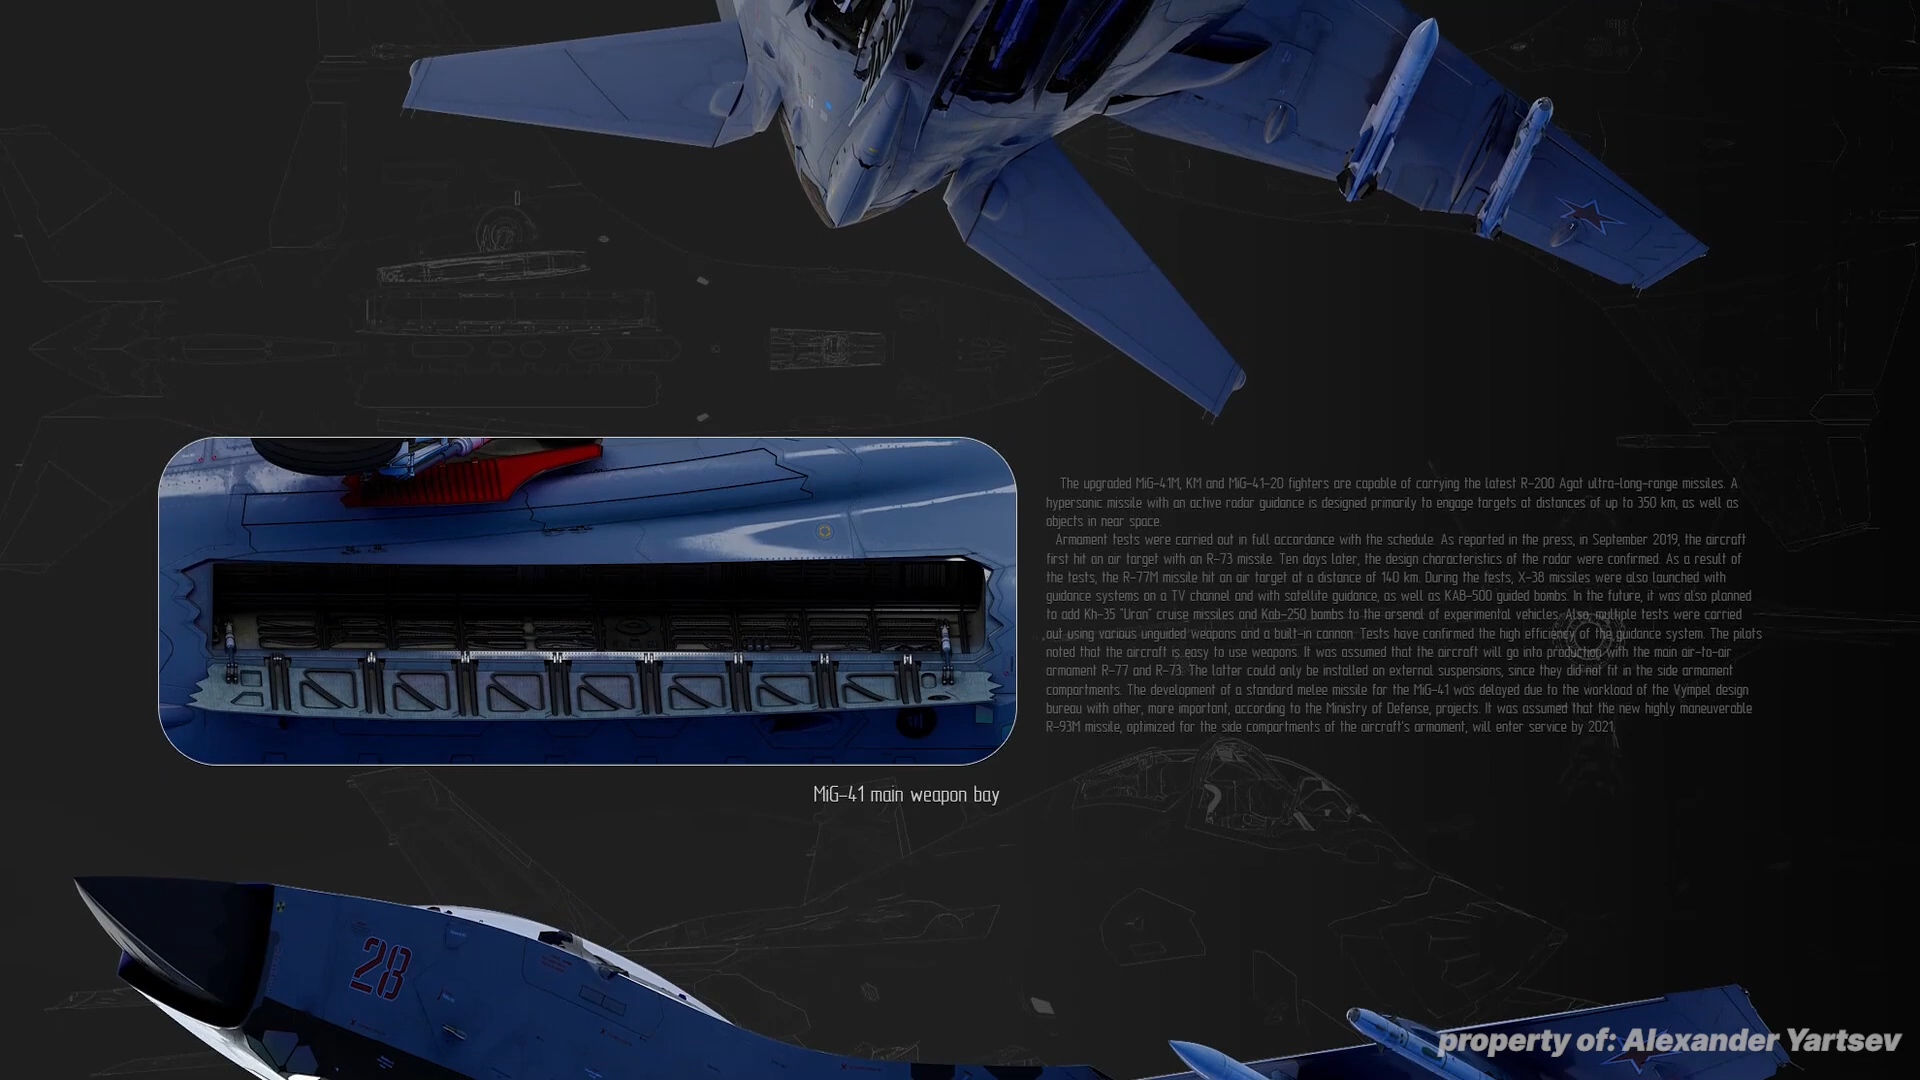 The upgraded MiG-41M, KM and MiG-41-20 fighters are capable of carrying the latest R-200 Agat ultra-long-range missiles. A
hypersonic missile with an active radar guidance is designed primarily to engage targets at distances of up to 350 km, as well as
objects in near space.
Armament tests were carried out in full accordance with the schedule. As reported in the press, in September 2019, the aircraft
first hit an air target with an R-73 missile. Ten days later, the design characteristics of the radar were confirmed. As a result of
the tests, the R-77M missile hit an air target at a distance of 140 km. During the tests, X-38 missiles were also launched with
guidance systems on a TV channel and with satellite guidance, as well as KAB-500 guided bombs. In the future, it was also planned
to add Kh-35 "Uran" cruise missiles and Kab-250 bombs to the arsenal of experimental vehicles. Also, multiple tests were carried
out using various unguided weapons and a built-in cannon. Tests have confirmed the high efficiency of the guidance system. The pilots
noted that the aircraft is easy to use weapons. It was assumed that the aircraft will go into production with the main air-to-air
armament R-77 and R-73. The latter could only be installed on external suspensions, since they did not fit in the side armament
compartments. The development of a standard melee missile for the MiG-41 was delayed due to the workload of the Vympel design
bureau with other, more important, according to the Ministry of Defense, projects. It was assumed that the new highly maneuverable
R-93M missile, optimized for the side compartments of the aircraft's armament, will enter service by 2021.
MiG-41 main weapon bay
28
property of: Alexander Yartsev